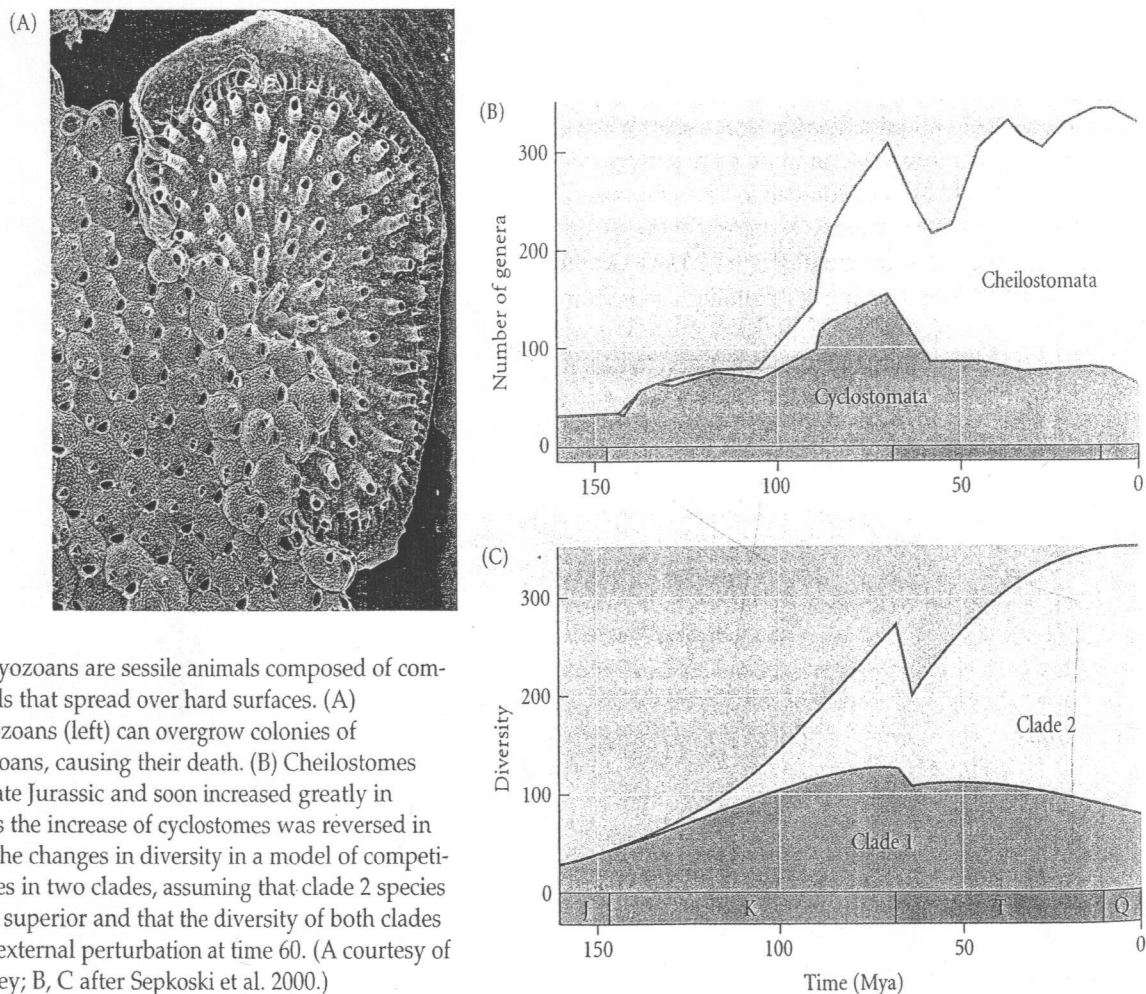 (A)
(B)
Number of genera
300
200
100
0
Cheilostomata
Cyclostomata
150
100
50
0
(C)
Diversity
300
200
100
0
Clade 2
Clade 1
J
K
T
Q
150
100
50
0
Time (Mya)
yozoans are sessile animals composed of com-
ls that spread over hard surfaces. (A)
ozoans (left) can overgrow colonies of
oans, causing their death. (B) Cheilostomes
ate Jurassic and soon increased greatly in
s the increase of cyclostomes was reversed in
he changes in diversity in a model of competi-
es in two clades, assuming that clade 2 species
superior and that the diversity of both clades
external perturbation at time 60. (A courtesy of
ey; B, C after Sepkoski et al. 2000.)